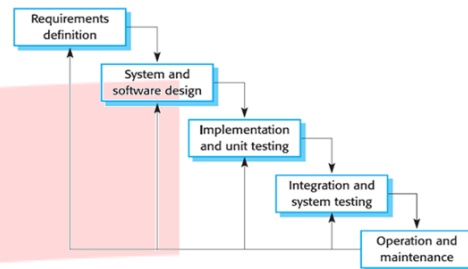 Requirements
definition
System and
software design
Implementation
and unit testing
Integration and
system testing
Operation and
maintenance